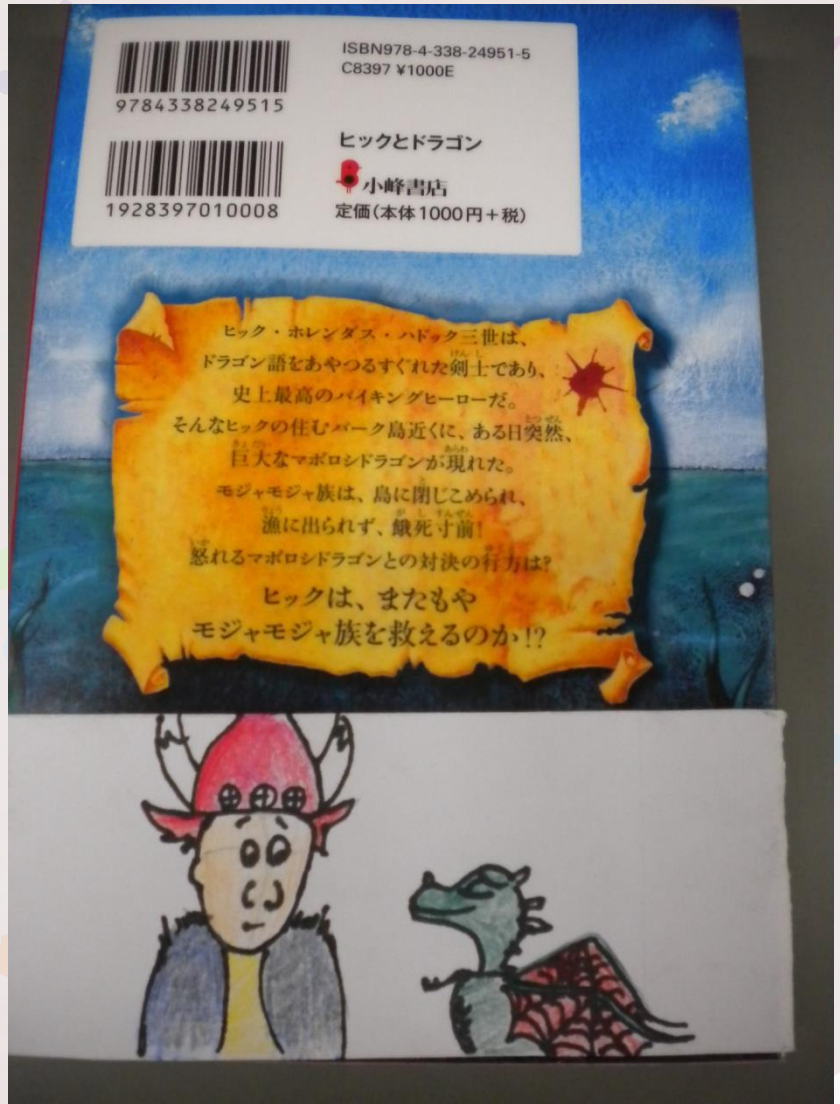 ISBN978-4-338-24951-5
C8397 ¥1000E
9784338249515
1928397010008
ヒックとドラゴン
小峰書店
定価(本体1000円+税)
ヒック・ホレンダス・ハドック三世は、
ドラゴン語をあやつるすぐれた剣士であり、
史上最高のバイキングヒーローだ。
そんなヒックの住むバーク島近くに、ある日突然、
巨大なマボロシドラゴンが現れた。
モジャモジャ族は、島に閉じこめられ、
漁に出られず、餓死寸前!
怒れるマボロシドラゴンとの対決の行方は?
ヒックは、またもや
モジャモジャ族を救えるのか!?